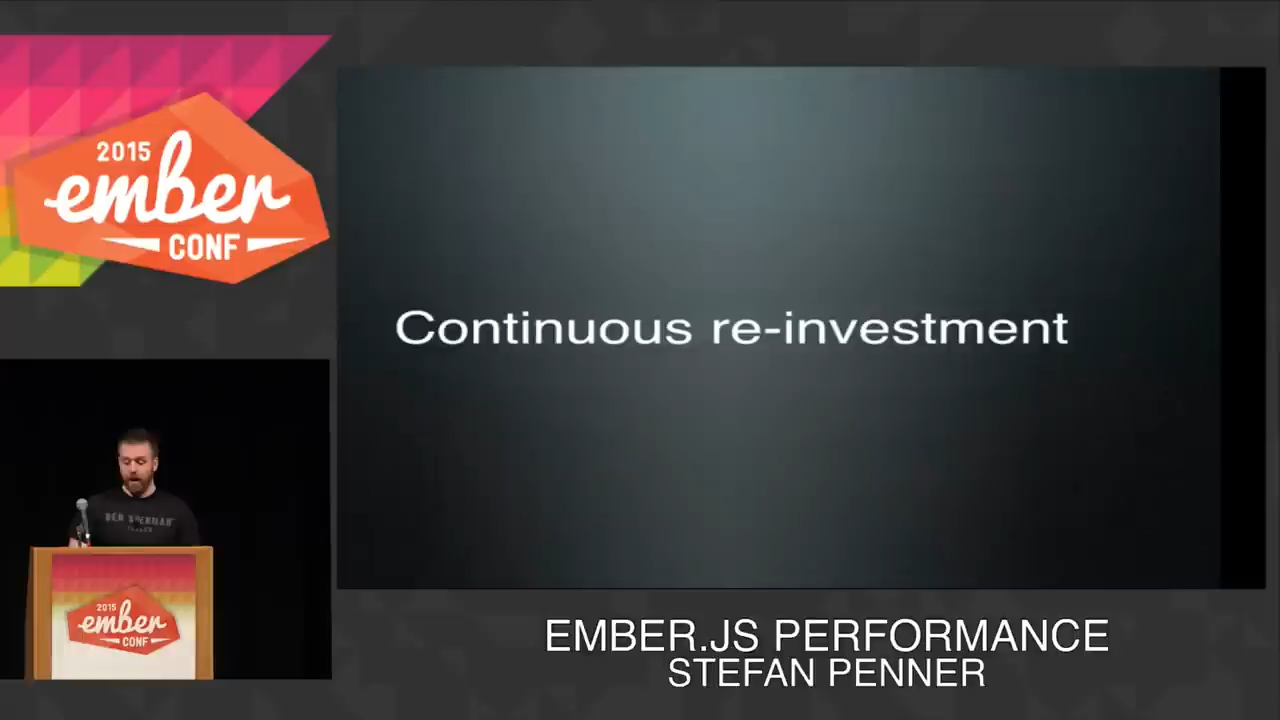 2015
ember
CONF
Continuous re-investment
2015
ember
CONF
EMBER.JS PERFORMANCE
STEFAN PENNER